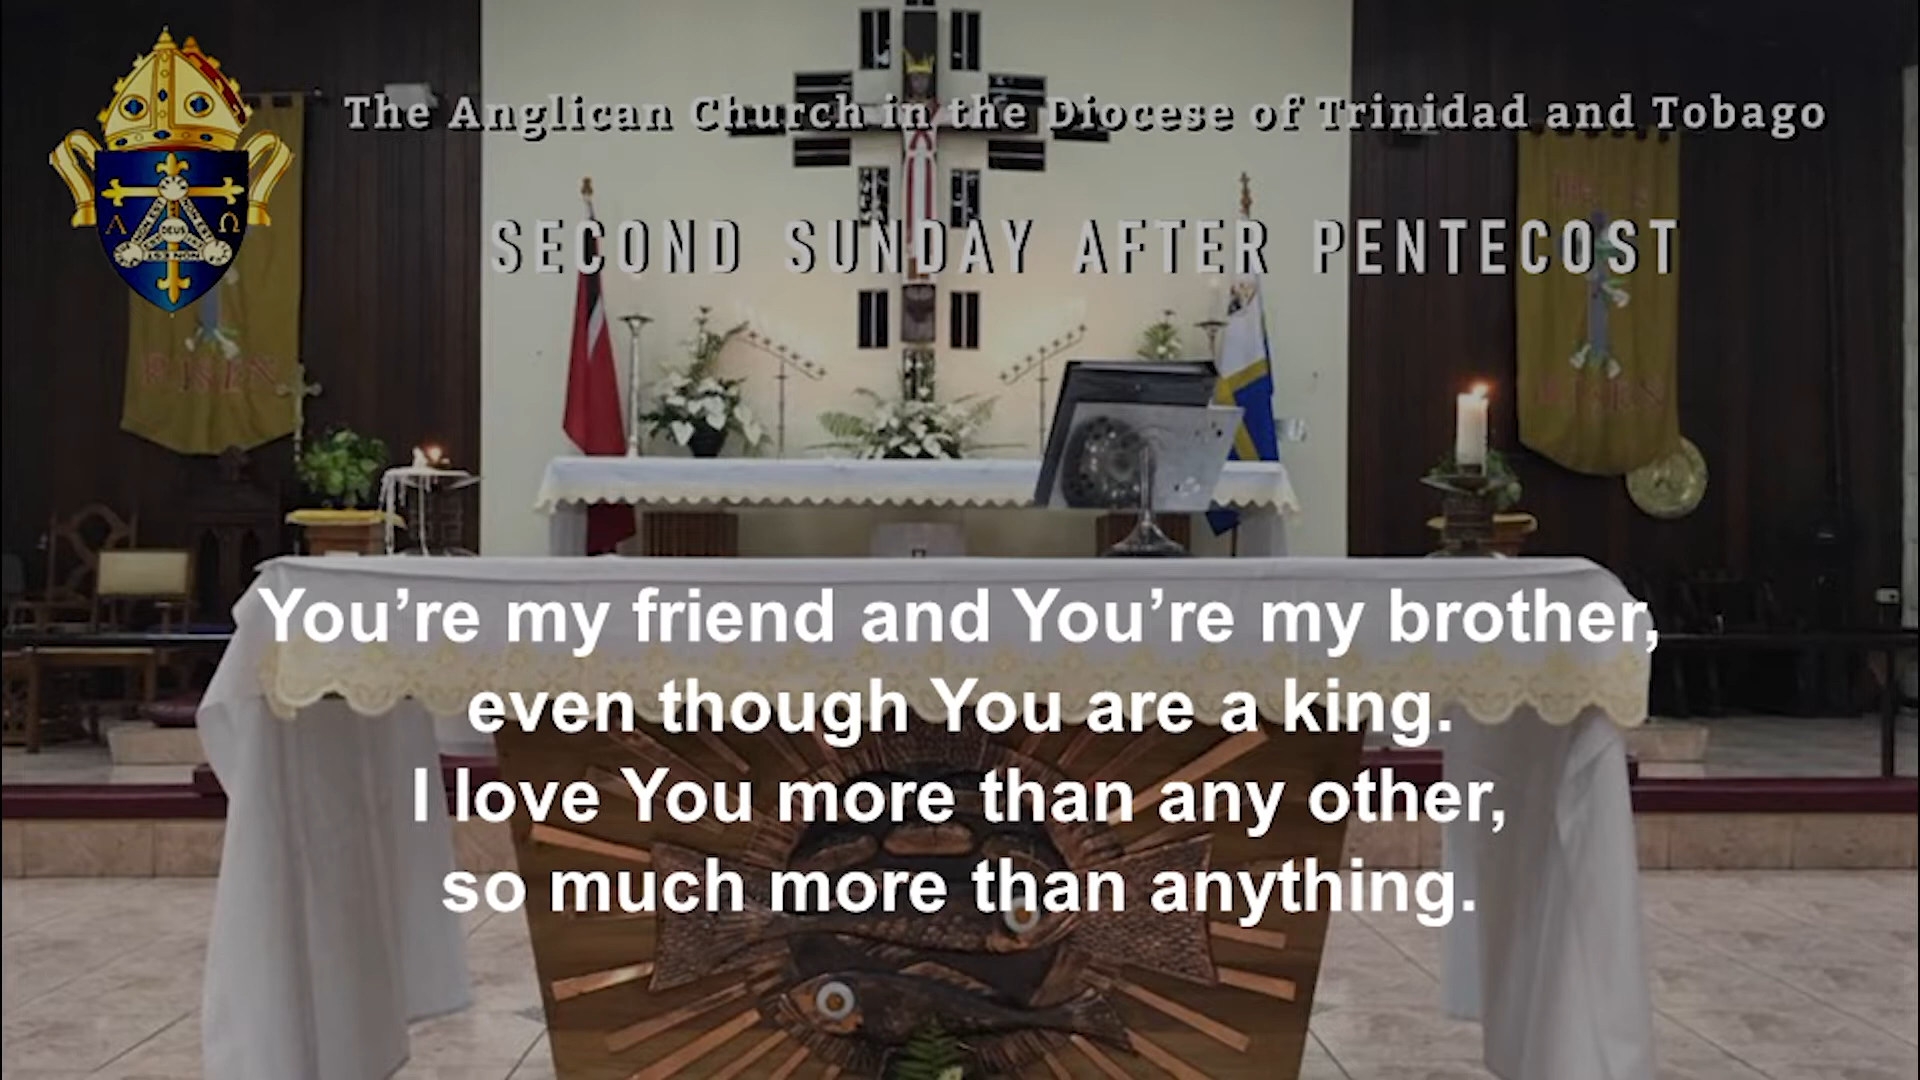 The Anglican Church in the Diocese of Trinidad and Tobago
SECOND SUNDAY AFTER PENTECOST
Α Ω
DEUS
RISEN
You’re my friend and You’re my brother,
even though You are a king.
I love You more than any other,
so much more than anything.